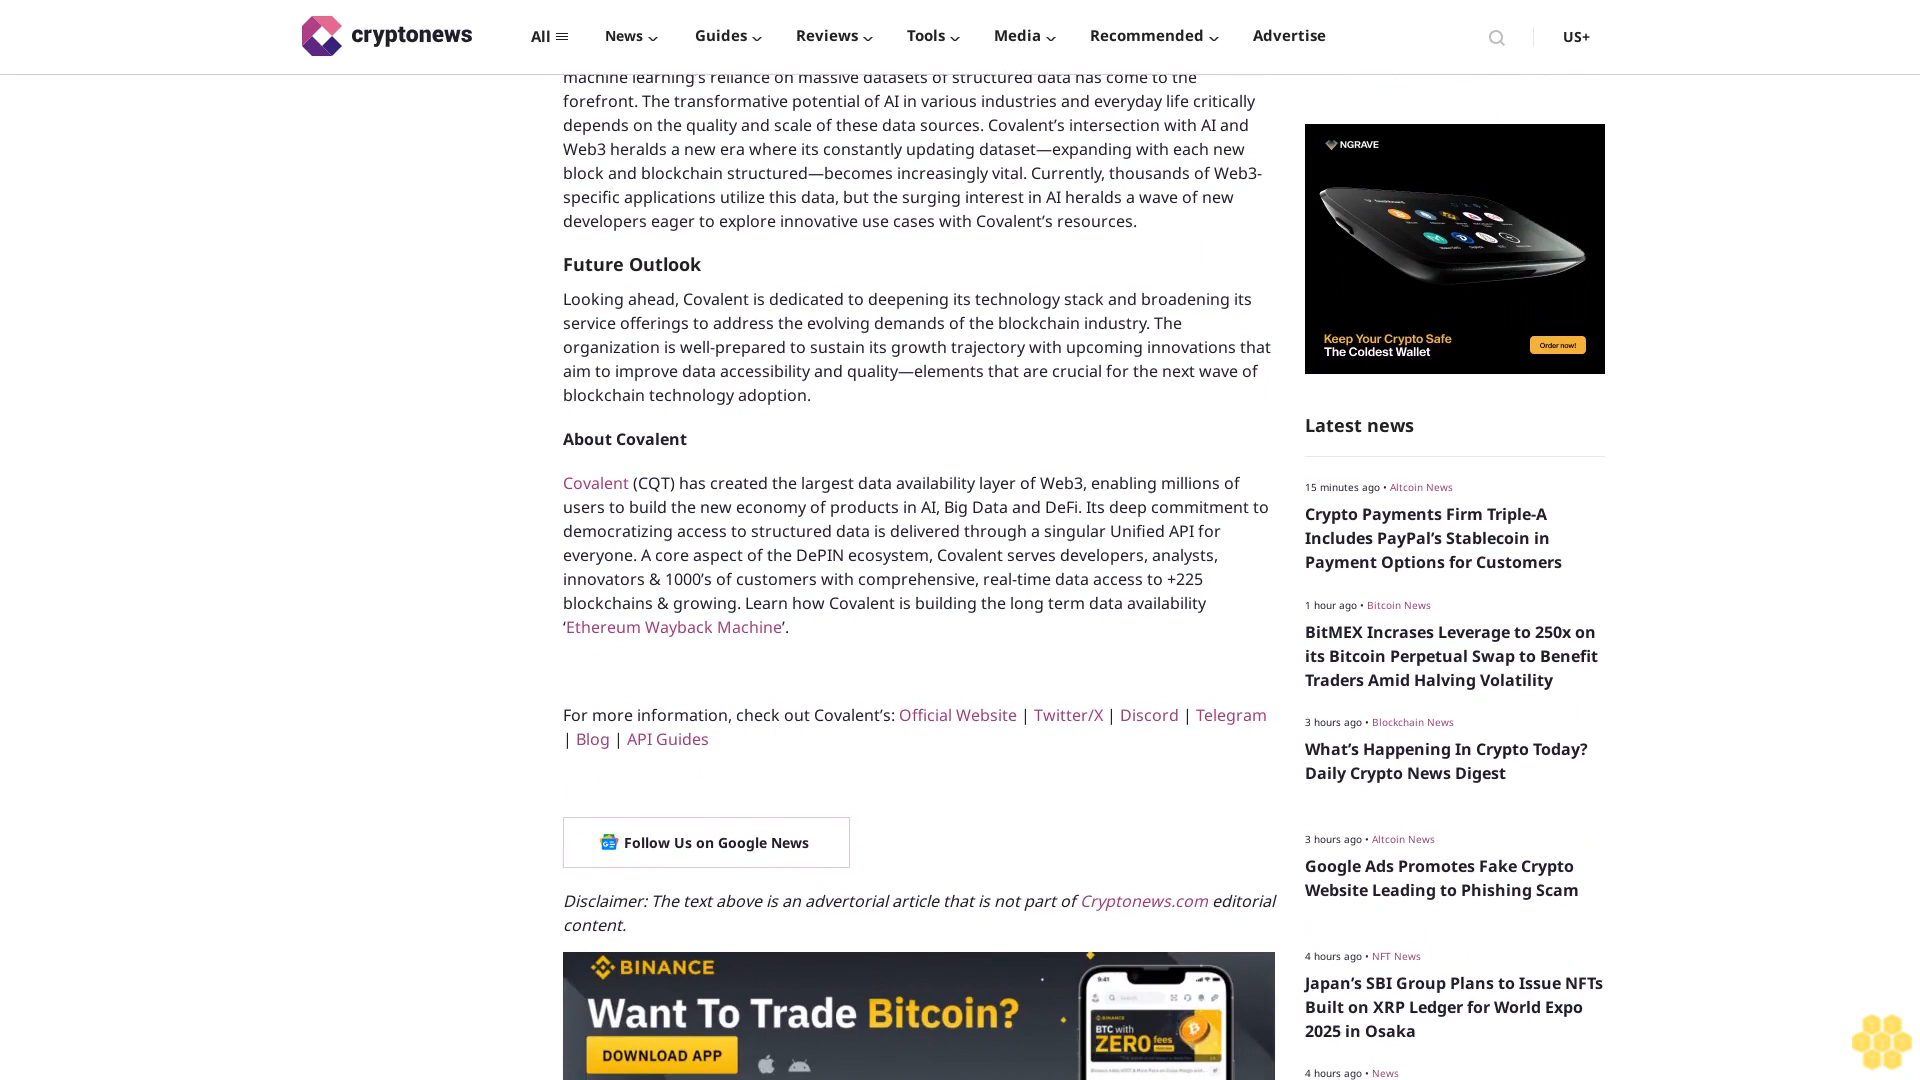 cryptonews
All
News
Guides
Reviews
Tools
Media
Recommended
Advertise
US+
machine learning’s reliance on massive datasets of structured data has come to the
forefront. The transformative potential of AI in various industries and everyday life critically
depends on the quality and scale of these data sources. Covalent’s intersection with AI and
Web3 heralds a new era where its constantly updating dataset—expanding with each new
block and blockchain structured—becomes increasingly vital. Currently, thousands of Web3-
specific applications utilize this data, but the surging interest in AI heralds a wave of new
developers eager to explore innovative use cases with Covalent’s resources.
Future Outlook
Looking ahead, Covalent is dedicated to deepening its technology stack and broadening its
service offerings to address the evolving demands of the blockchain industry. The
organization is well-prepared to sustain its growth trajectory with upcoming innovations that
aim to improve data accessibility and quality—elements that are crucial for the next wave of
blockchain technology adoption.
About Covalent
Covalent (CQT) has created the largest data availability layer of Web3, enabling millions of
users to build the new economy of products in AI, Big Data and DeFi. Its deep commitment to
democratizing access to structured data is delivered through a singular Unified API for
everyone. A core aspect of the DePIN ecosystem, Covalent serves developers, analysts,
innovators & 1000’s of customers with comprehensive, real-time data access to +225
blockchains & growing. Learn how Covalent is building the long term data availability
‘Ethereum Wayback Machine’.
For more information, check out Covalent’s: Official Website | Twitter/X | Discord | Telegram
| Blog | API Guides
Follow Us on Google News
Disclaimer: The text above is an advertorial article that is not part of Cryptonews.com editorial
content.
BINANCE
Want To Trade Bitcoin?
DOWNLOAD APP
9:41
Search
BTC with
ZERO fees
NGRAVE
Keep Your Crypto Safe
The Coldest Wallet
Order now!
Latest news
15 minutes ago • Altcoin News
Crypto Payments Firm Triple-A
Includes PayPal’s Stablecoin in
Payment Options for Customers
1 hour ago • Bitcoin News
BitMEX Incrases Leverage to 250x on
its Bitcoin Perpetual Swap to Benefit
Traders Amid Halving Volatility
3 hours ago • Blockchain News
What’s Happening In Crypto Today?
Daily Crypto News Digest
3 hours ago • Altcoin News
Google Ads Promotes Fake Crypto
Website Leading to Phishing Scam
4 hours ago • NFT News
Japan’s SBI Group Plans to Issue NFTs
Built on XRP Ledger for World Expo
2025 in Osaka
4 hours ago • News